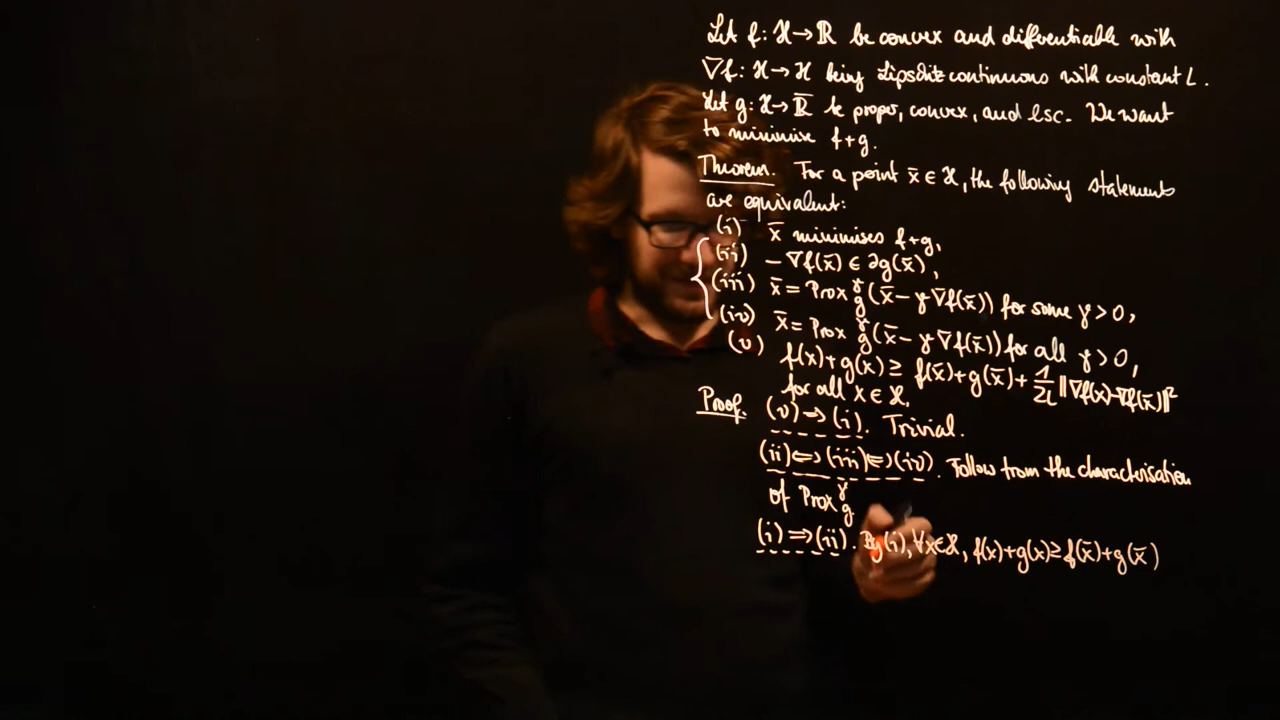 Let f: ℋ→ℝ be convex and differentiable with
∇f: ℋ→ℋ being Lipschitz continuous with constant L.
Let g: ℋ→ℝ̅ be proper, convex, and lsc. We want
to minimise f+g.
Theorem. For a point x̄ ∈ ℋ, the following statements
are equivalent:
(i) x̄ minimises f+g,
(ii) -∇f(x̄) ∈ ∂g(x̄),
(iii) x̄ = Prox^γ_g(x̄ - γ∇f(x̄)) for some γ>0,
(iv) x̄ = Prox^γ_g(x̄ - γ∇f(x̄)) for all γ>0,
(v) f(x)+g(x) ≥ f(x̄)+g(x̄)+ 1/2L ‖∇f(x)-∇f(x̄)‖²
for all x ∈ ℋ.
Proof. (v) ⇒ (i). Trivial.
(ii)⇔(iii)⇔(iv). Follow from the characterisation
of Prox^γ_g
(i) ⇒ (ii). By (i), ∀x∈ℋ, f(x)+g(x)≥f(x̄)+g(x̄)